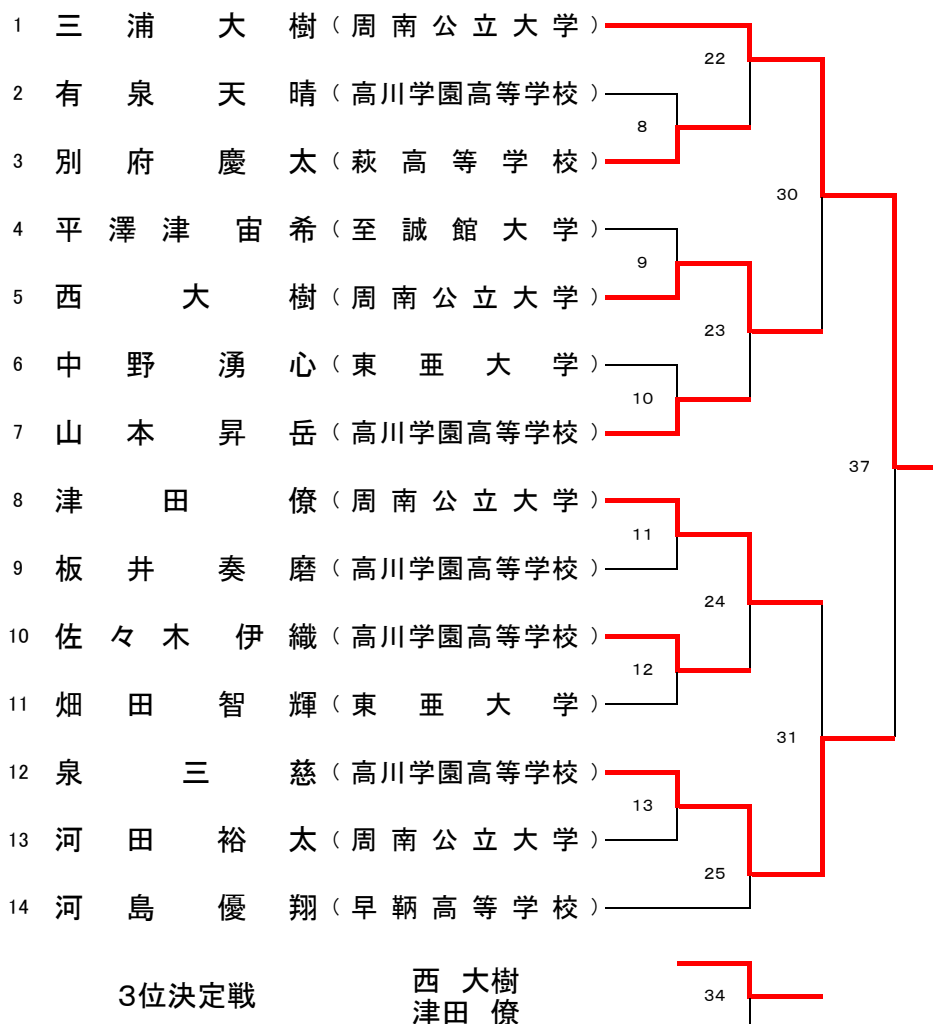 1 三浦 大樹 (周南公立大学)
22
2 有泉 天晴 (高川学園高等学校)
8
3 別府 慶太 (萩高等学校)
30
4 平澤津 宙希 (至誠館大学)
9
5 西 大樹 (周南公立大学)
23
6 中野 湧心 (東亜大学)
10
7 山本 昇岳 (高川学園高等学校)
37
8 津田 僚 (周南公立大学)
11
9 板井 奏磨 (高川学園高等学校)
24
10 佐々木 伊織 (高川学園高等学校)
12
11 畑田 智輝 (東亜大学)
31
12 泉 三慈 (高川学園高等学校)
13
13 河田 裕太 (周南公立大学)
25
14 河島 優翔 (早鞆高等学校)
3位決定戦
西 大樹
津田 僚
34